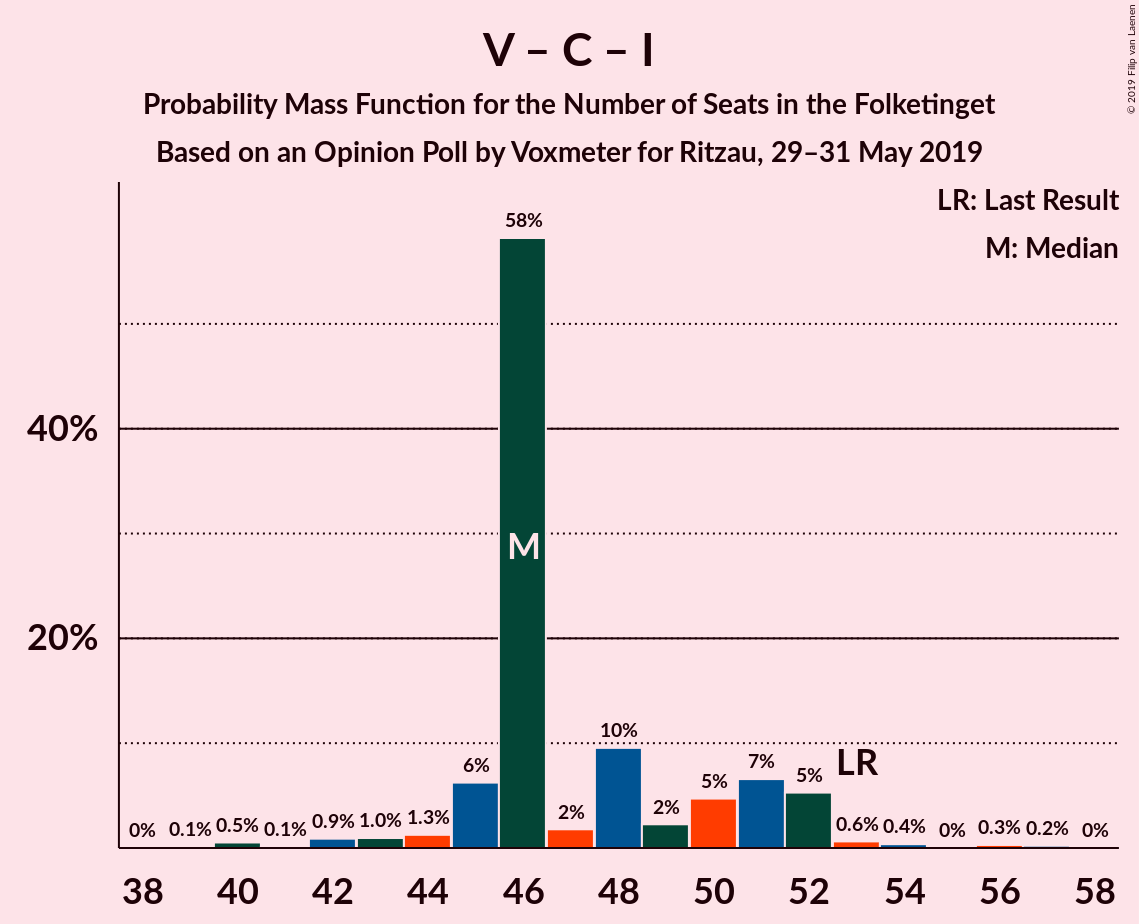 V – C – I
Probability Mass Function for the Number of Seats in the Folketinget
Based on an Opinion Poll by Voxmeter for Ritzau, 29–31 May 2019
© 2019 Filip van Laenen
LR: Last Result
M: Median
40%
20%
0% 0.1% 0.5% 0.1% 0.9% 1.0% 1.3% 6% 58% 2% 10% 2% 5% 7% 5% 0.6% 0.4% 0% 0.3% 0.2% 0%
M
LR
38 40 42 44 46 48 50 52 54 56 58